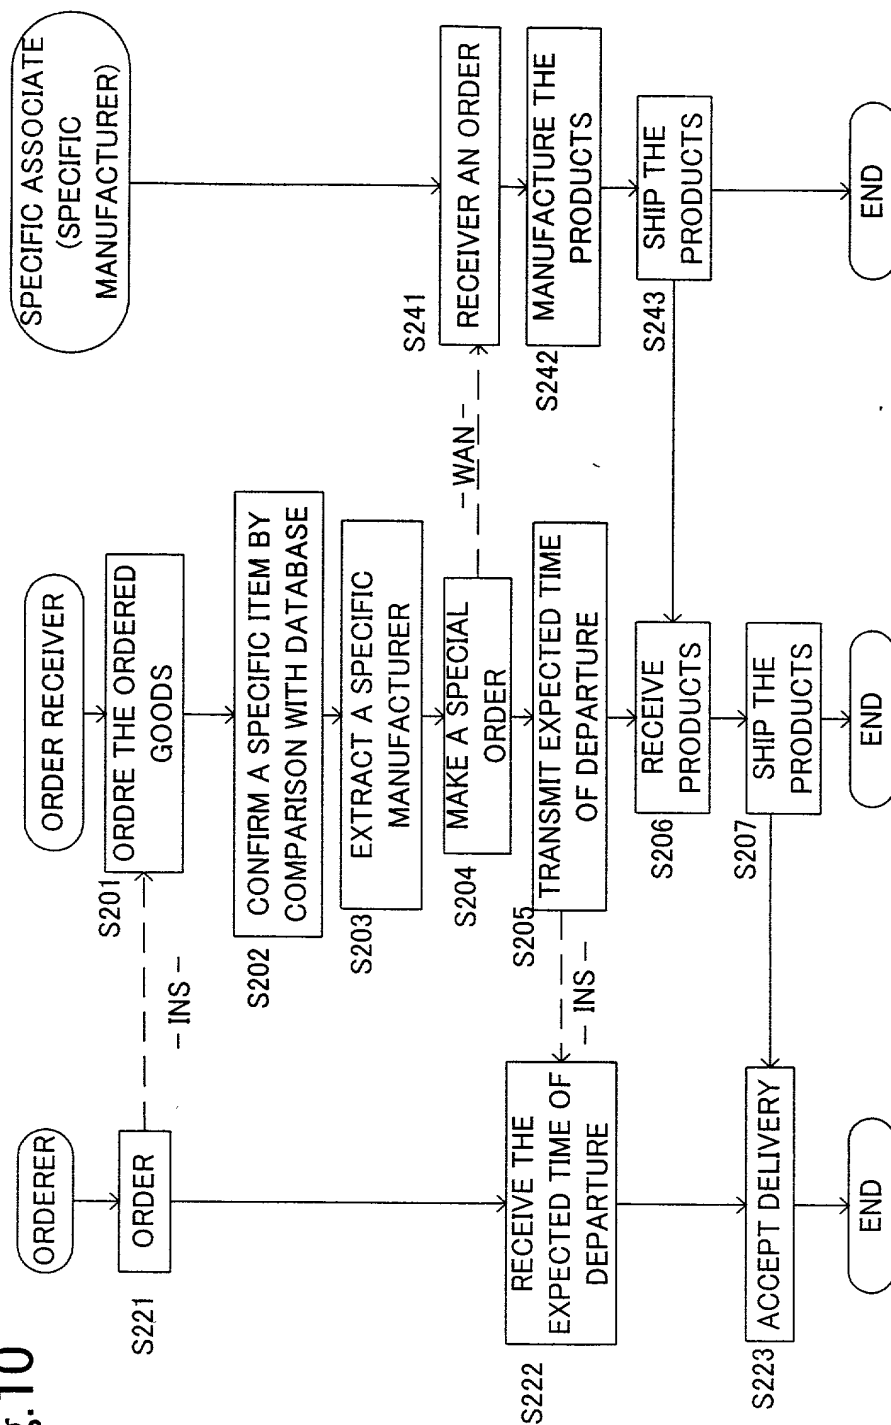 10
ORDERER
S221
ORDER
S222
RECEIVE THE
EXPECTED TIME OF
DEPARTURE
S223
ACCEPT DELIVERY
END
– INS –
– INS –
ORDER RECEIVER
S201
ORDRE THE ORDERED
GOODS
S202
CONFIRM A SPECIFIC ITEM BY
COMPARISON WITH DATABASE
S203
EXTRACT A SPECIFIC
MANUFACTURER
S204
MAKE A SPECIAL
ORDER
S205
TRANSMIT EXPECTED TIME
OF DEPARTURE
S206
RECEIVE
PRODUCTS
S207
SHIP THE
PRODUCTS
END
– WAN –
SPECIFIC ASSOCIATE
(SPECIFIC
MANUFACTURER)
S241
RECEIVER AN ORDER
S242
MANUFACTURE THE
PRODUCTS
S243
SHIP THE
PRODUCTS
END